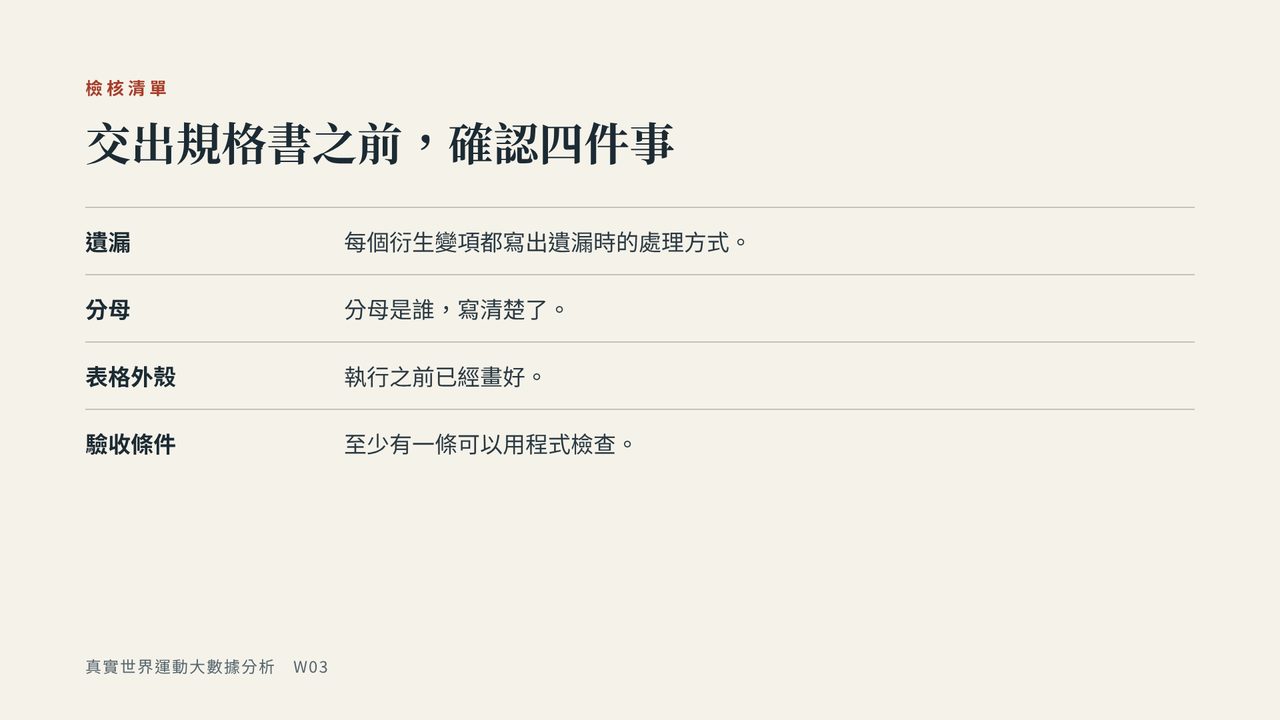 檢核清單
交出規格書之前，確認四件事
遺漏 每個衍生變項都寫出遺漏時的處理方式。
分母 分母是誰，寫清楚了。
表格外殼 執行之前已經畫好。
驗收條件 至少有一條可以用程式檢查。
真實世界運動大數據分析 W03